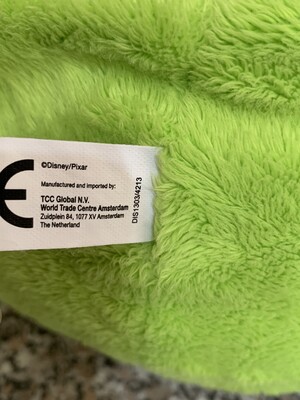 ©Disney/Pixar
Manufactured and imported by:
TCC Global N.V.
World Trade Centre Amsterdam
Zuidplein 84, 1077 XV Amsterdam
The Netherland
DIS1303/4213